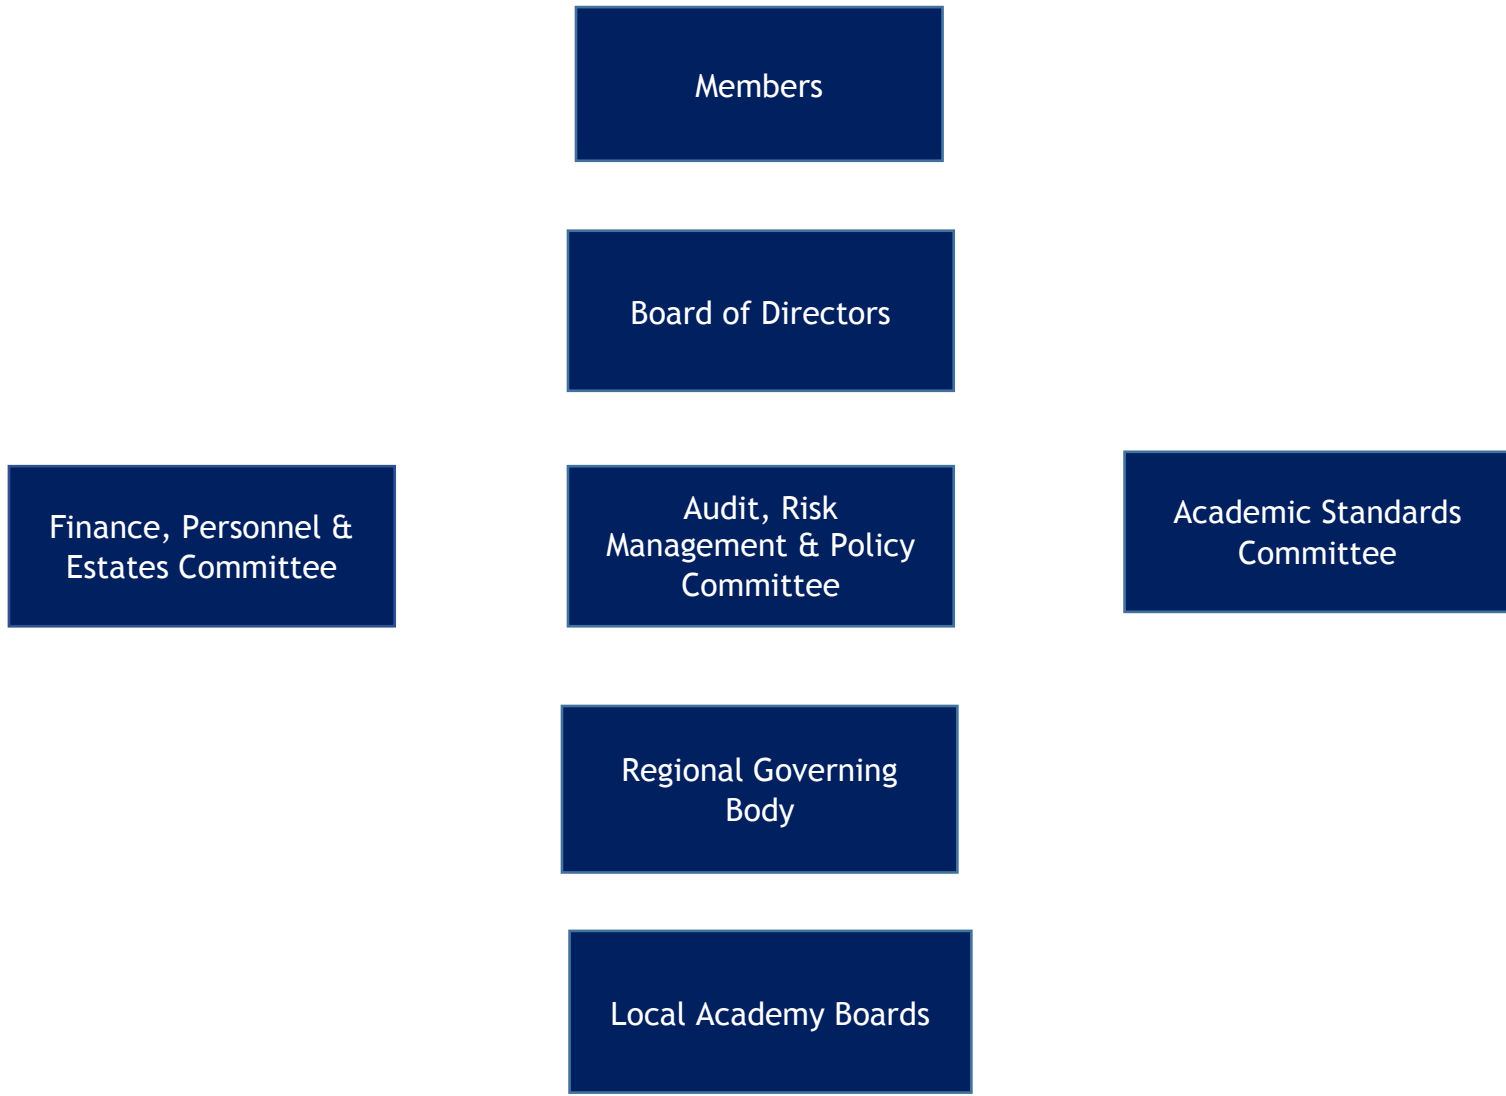 Members
Board of Directors
Finance, Personnel &
Estates Committee
Audit, Risk
Management & Policy
Committee
Academic Standards
Committee
Regional Governing
Body
Local Academy Boards